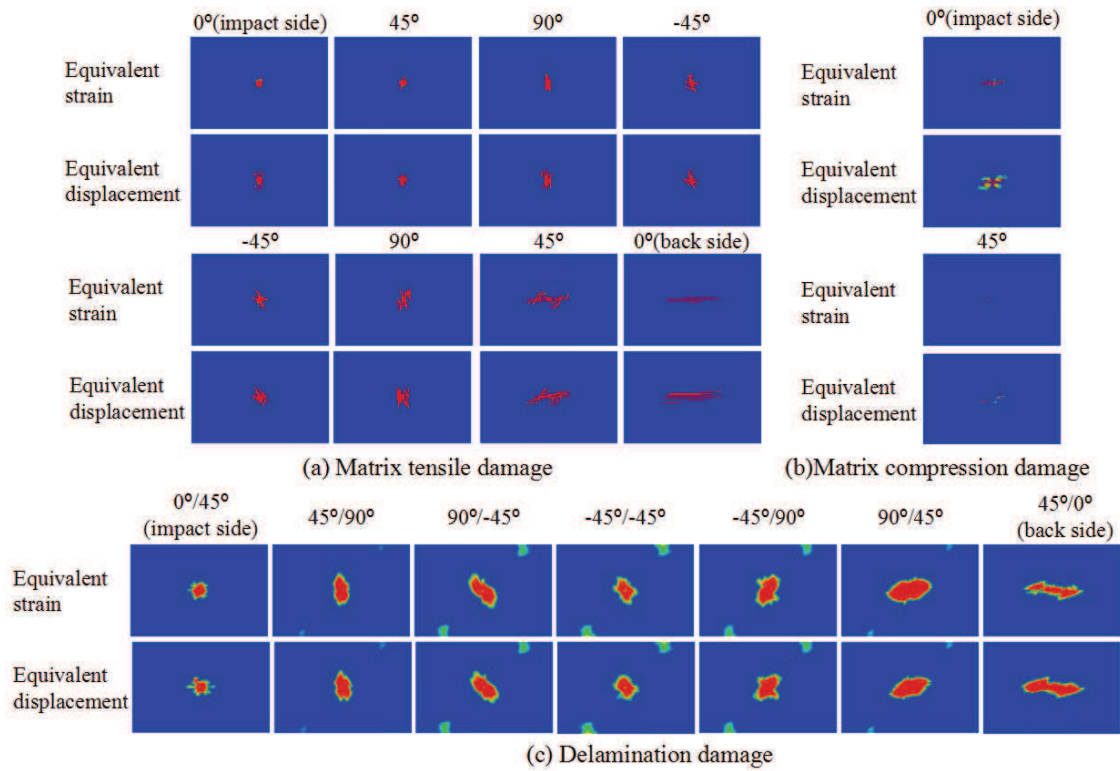 0°(impact side) 45° 90° -45°
Equivalent
strain
Equivalent
displacement
-45° 90° 45° 0°(back side)
Equivalent
strain
Equivalent
displacement
(a) Matrix tensile damage
0°(impact side)
Equivalent
strain
Equivalent
displacement
45°
Equivalent
strain
Equivalent
displacement
(b)Matrix compression damage
0°/45°
(impact side)
45°/90° 90°/-45° -45°/-45° -45°/90° 90°/45°
45°/0°
(back side)
Equivalent
strain
Equivalent
displacement
(c) Delamination damage